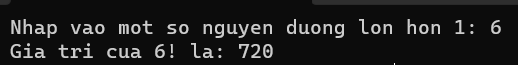 Nhap vao mot so nguyen duong lon hon 1: 6
Gia tri cua 6! la: 720